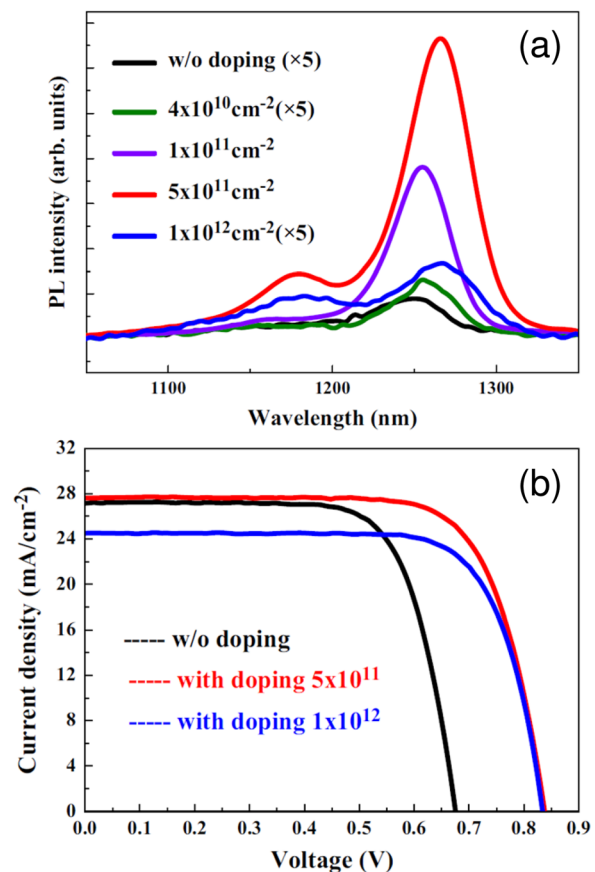 (a)
w/o doping (×5)
4x10¹⁰cm⁻²(×5)
1x10¹¹cm⁻²
5x10¹¹cm⁻²
1x10¹²cm⁻²(×5)
PL intensity (arb. units)
1100 1200 1300
Wavelength (nm)
(b)
32
28
24
20
16
12
8
4
0
Current density (mA/cm⁻²)
w/o doping
with doping 5x10¹¹
with doping 1x10¹²
0.0 0.1 0.2 0.3 0.4 0.5 0.6 0.7 0.8 0.9
Voltage (V)